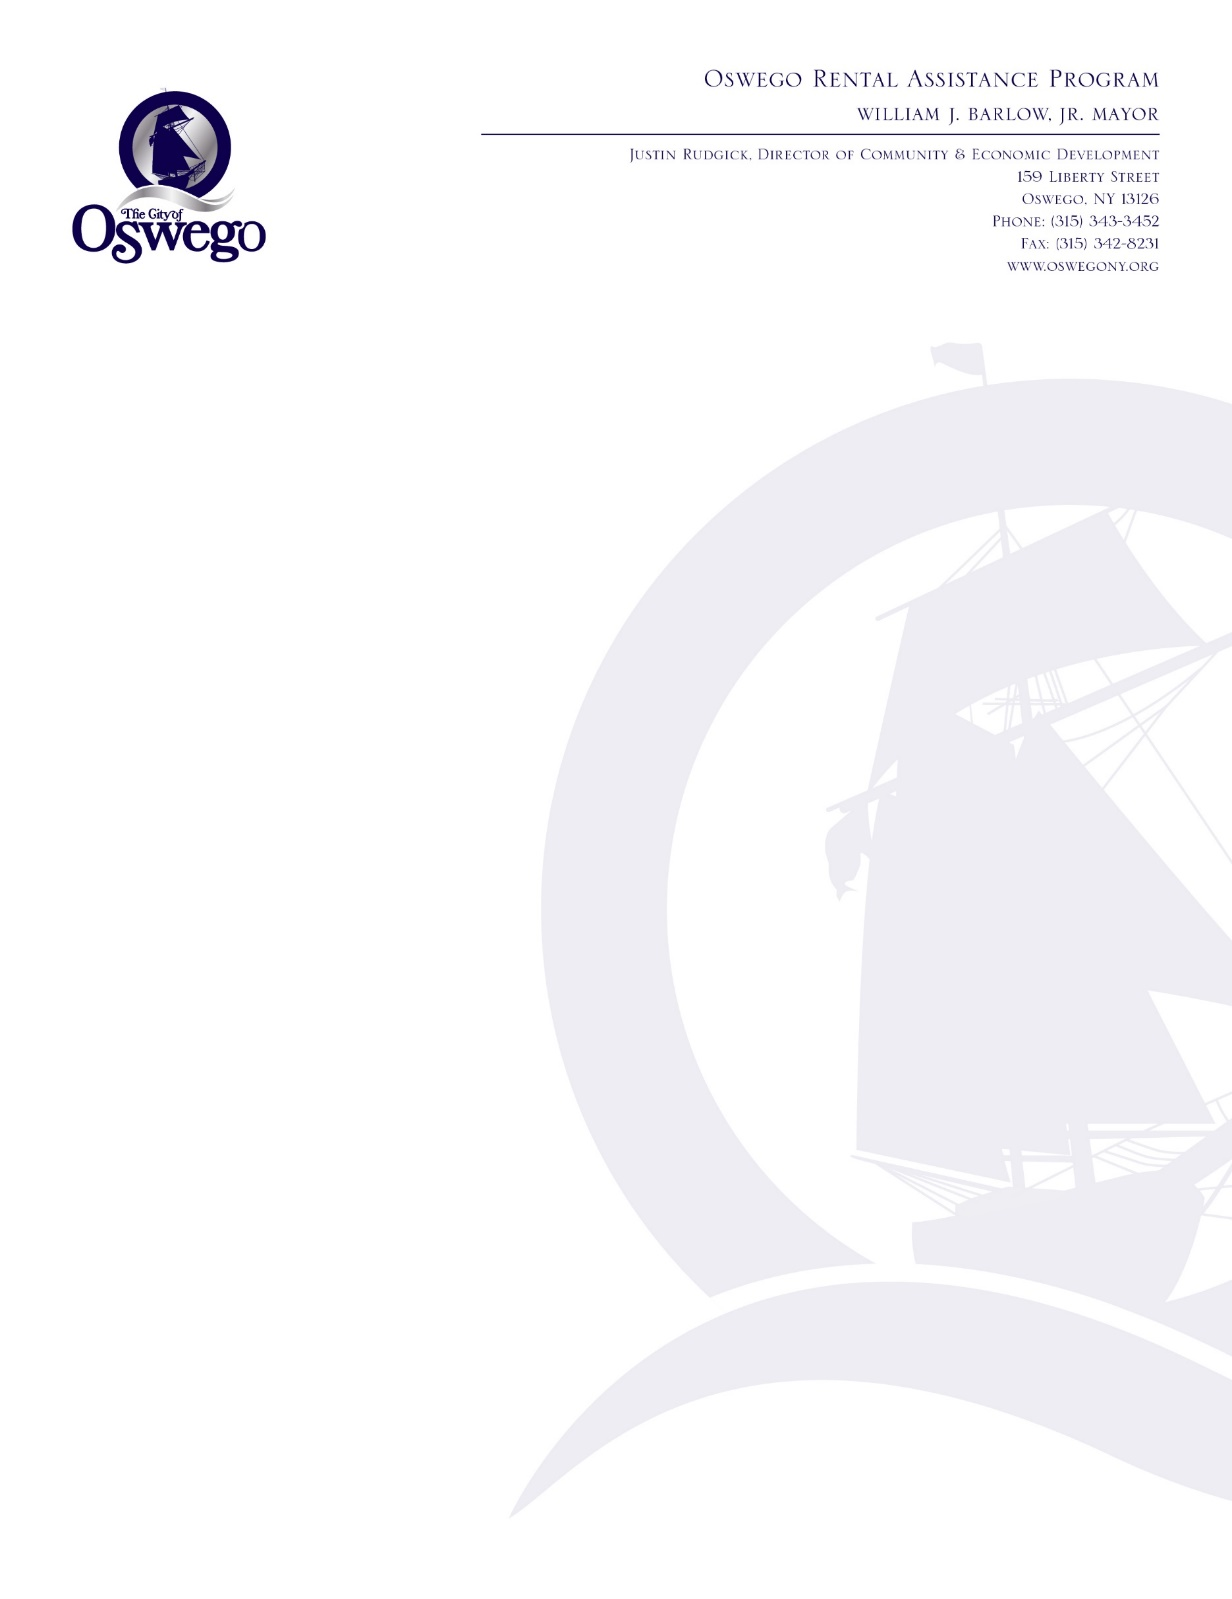 Oswego Rental Assistance Program
William J. Barlow, Jr. Mayor
Justin Rudgick, Director of Community & Economic Development
159 Liberty Street
Oswego, NY 13126
Phone: (315) 343-3452
Fax: (315) 342-8231
www.oswegony.org
The City of
Oswego